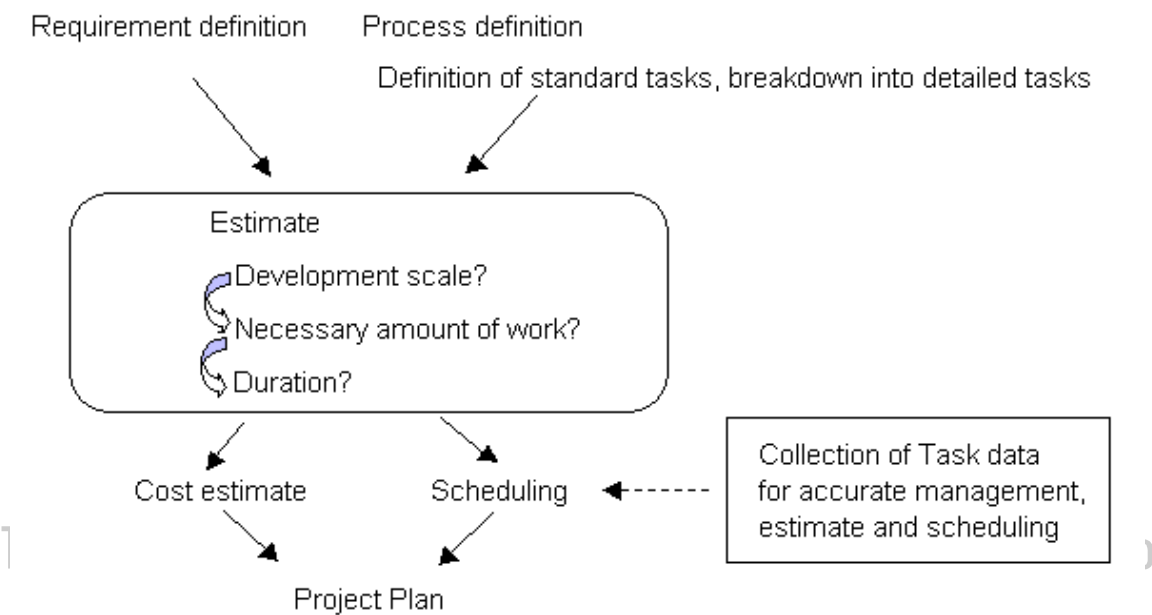 Requirement definition
Process definition
Definition of standard tasks, breakdown into detailed tasks
Estimate
Development scale?
Necessary amount of work?
Duration?
Cost estimate
Scheduling
Collection of Task data
for accurate management,
estimate and scheduling
Project Plan